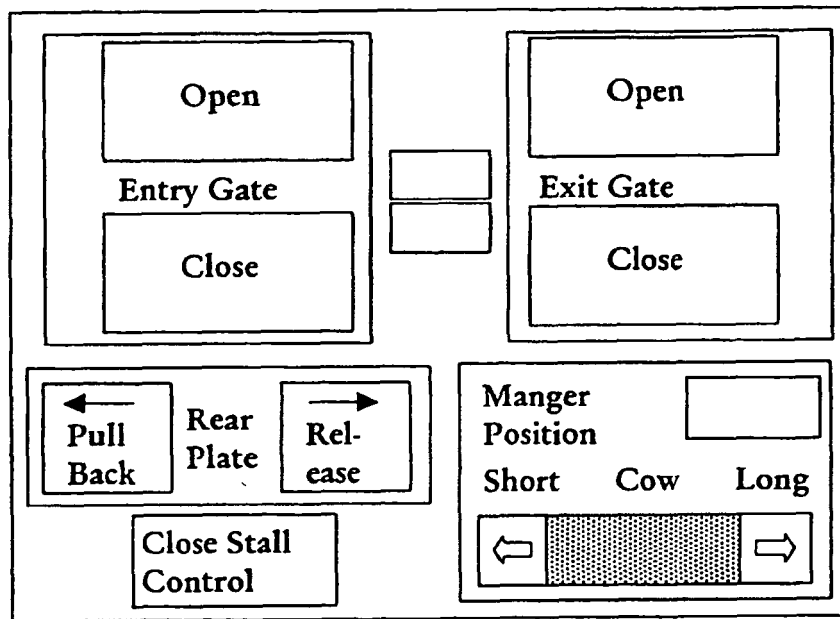 Open
Entry Gate
Close
Open
Exit Gate
Close
Pull
Back
Rear
Plate
Rel-
ease
Close Stall
Control
Manger
Position
Short Cow Long